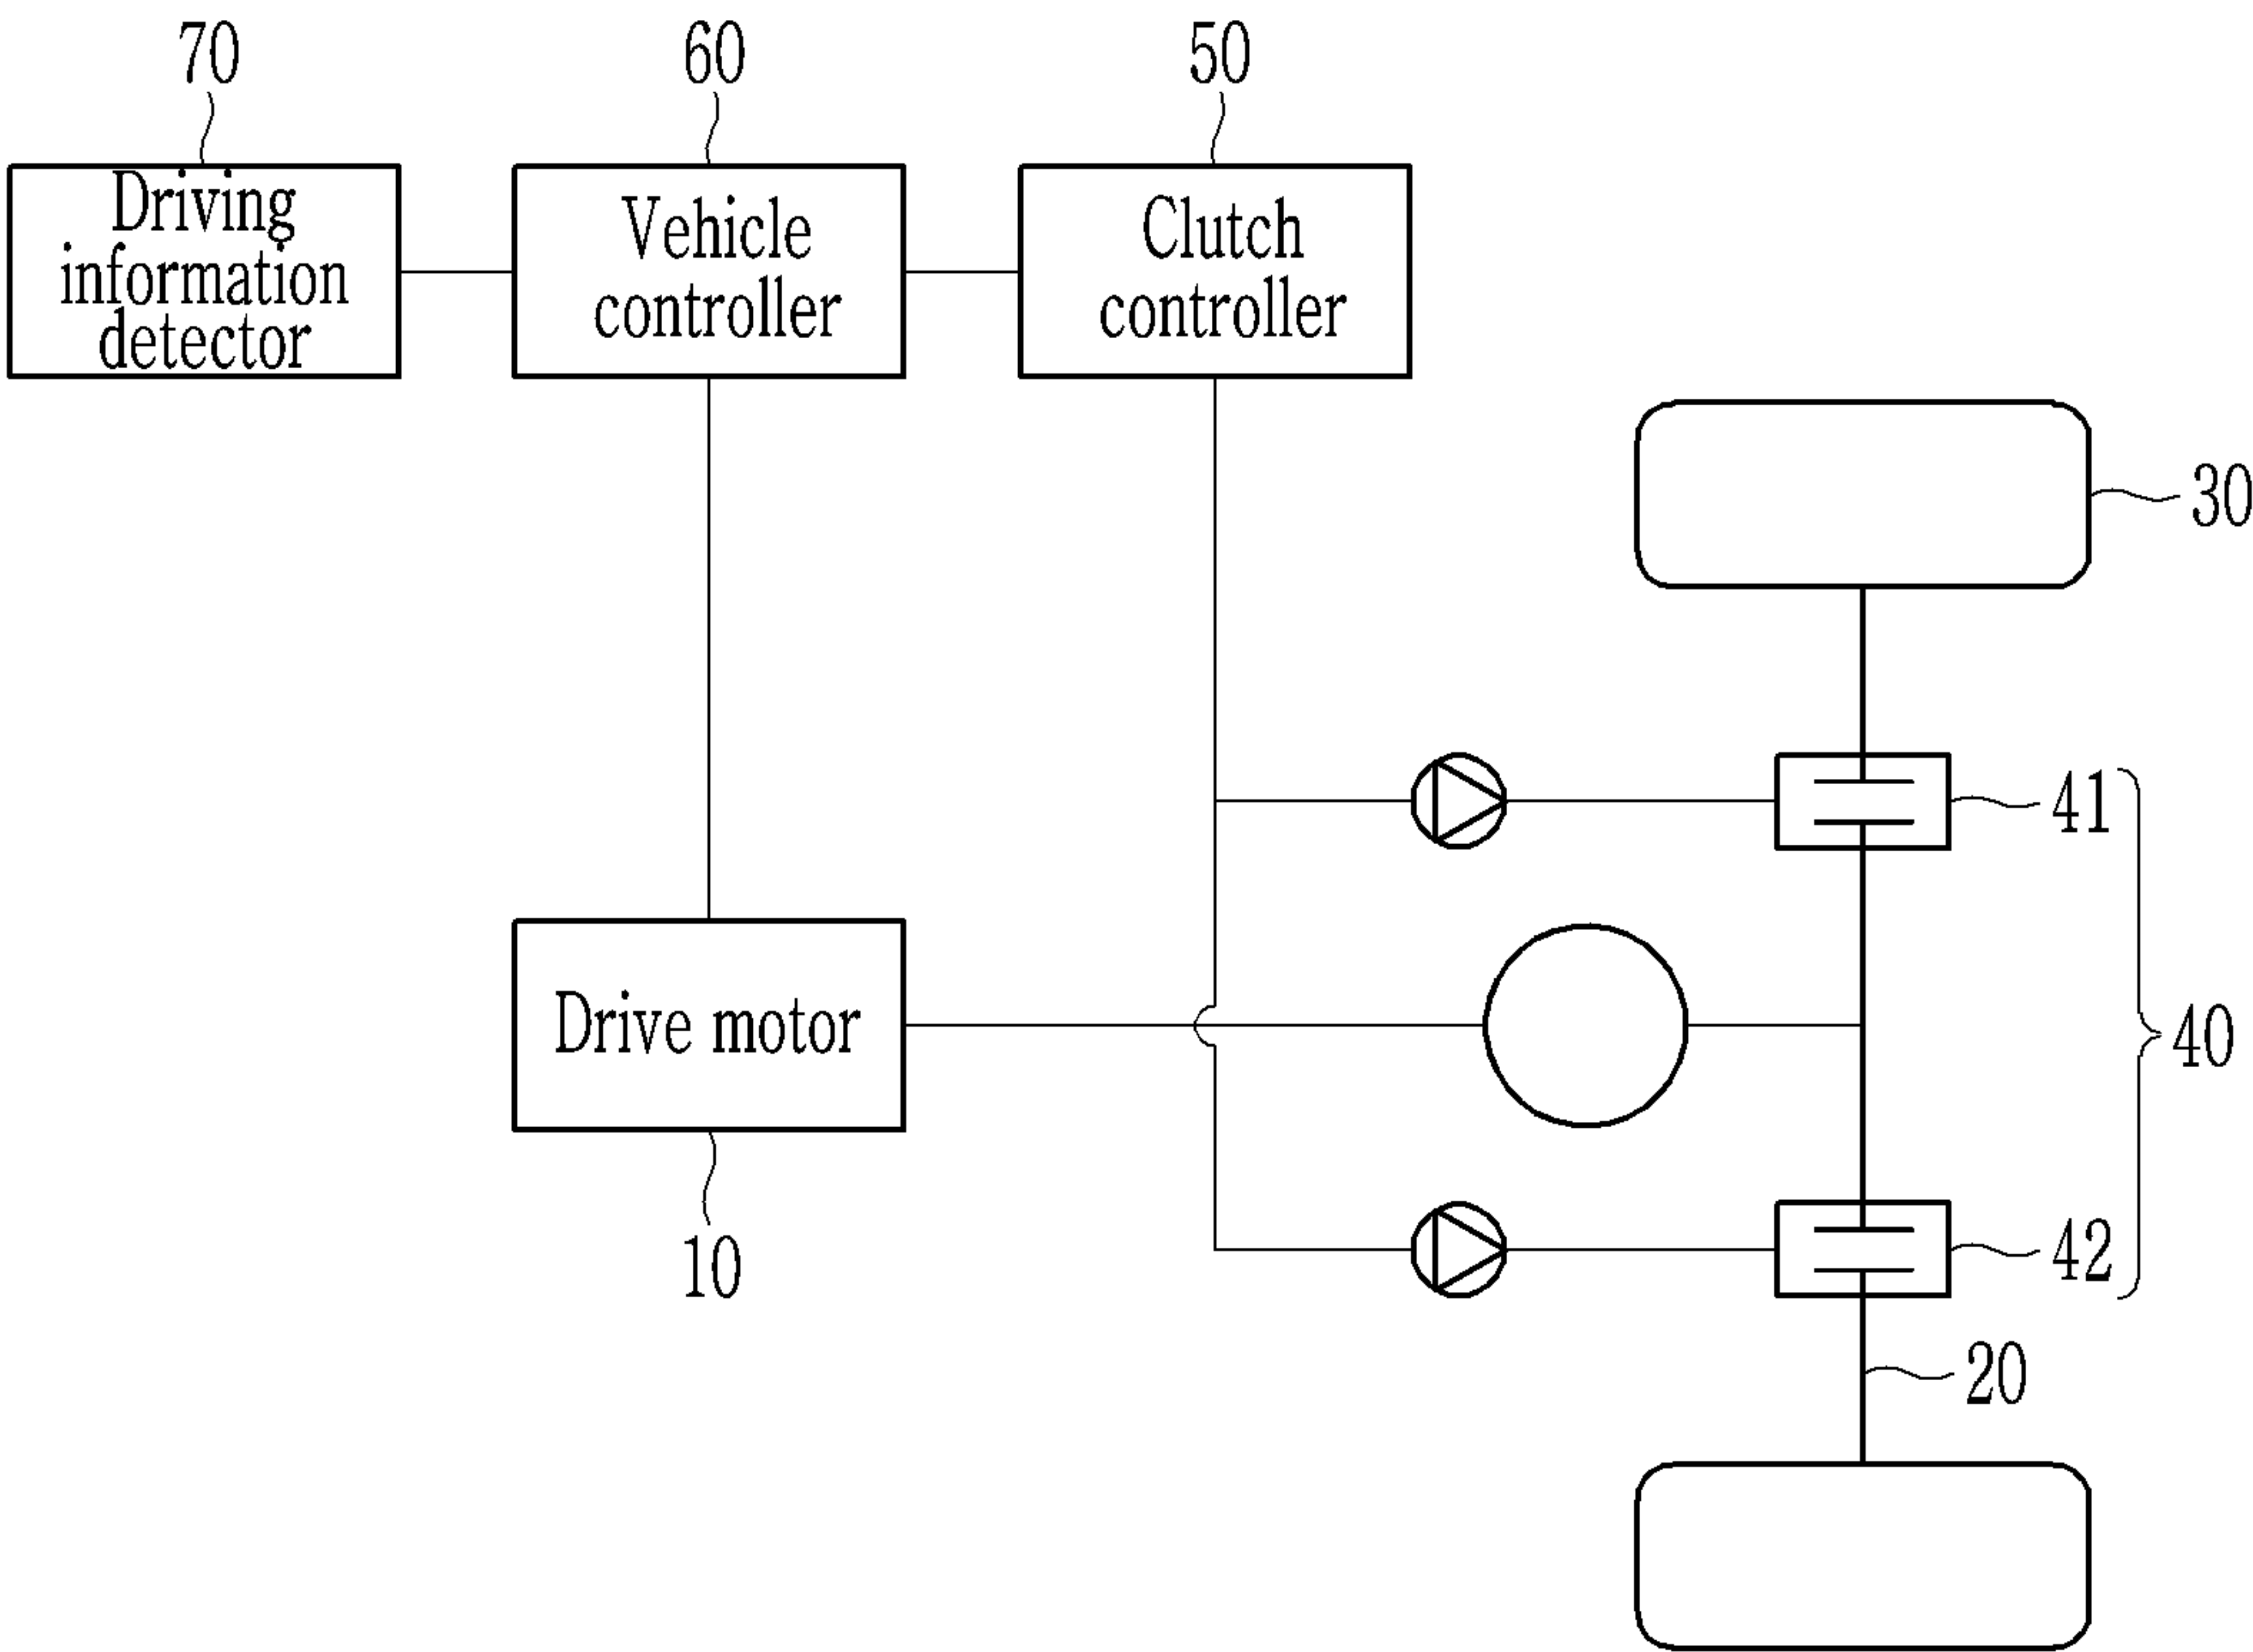 70
60
50
Driving
information
detector
Vehicle
controller
Clutch
controller
30
41
40
Drive motor
42
10
20